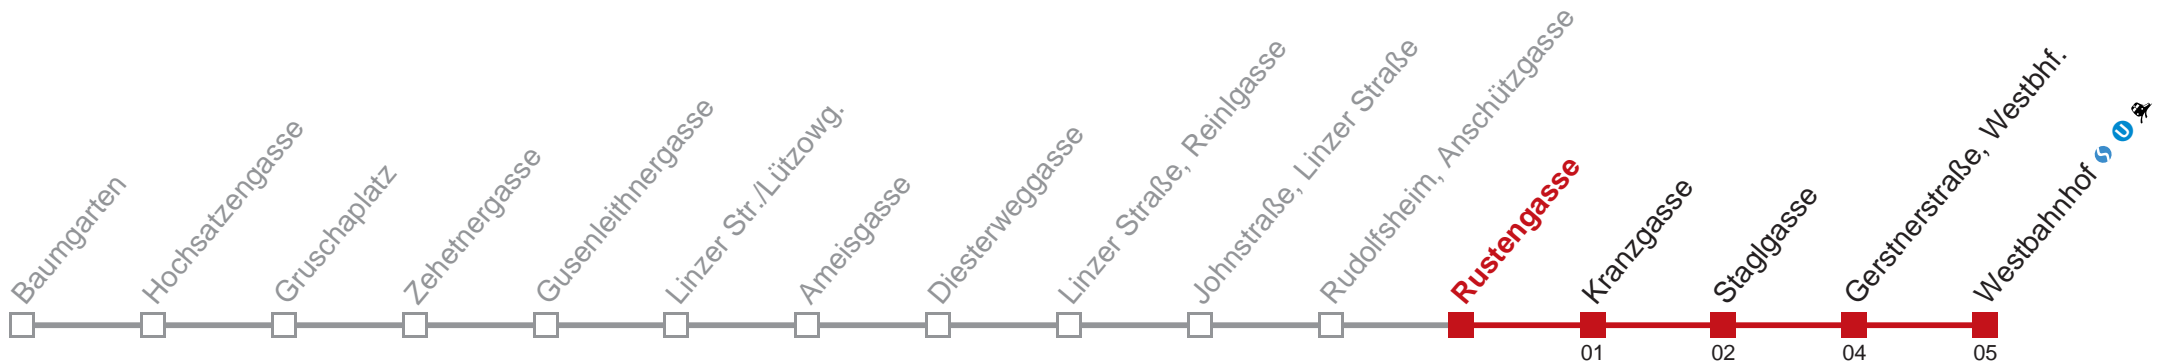 Baumgarten
Hochsatzengasse
Gruschaplatz
Zehetnergasse
Gusenleithnergasse
Linzer Str./Lützowg.
Ameisgasse
Diesterweggasse
Linzer Straße, Reinlgasse
Johnstraße, Linzer Straße
Rudolfsheim, Anschützgasse
Rustengasse
Kranzgasse
Staglgasse
Gerstnerstraße, Westbhf.
Westbahnhof S U
01
02
04
05